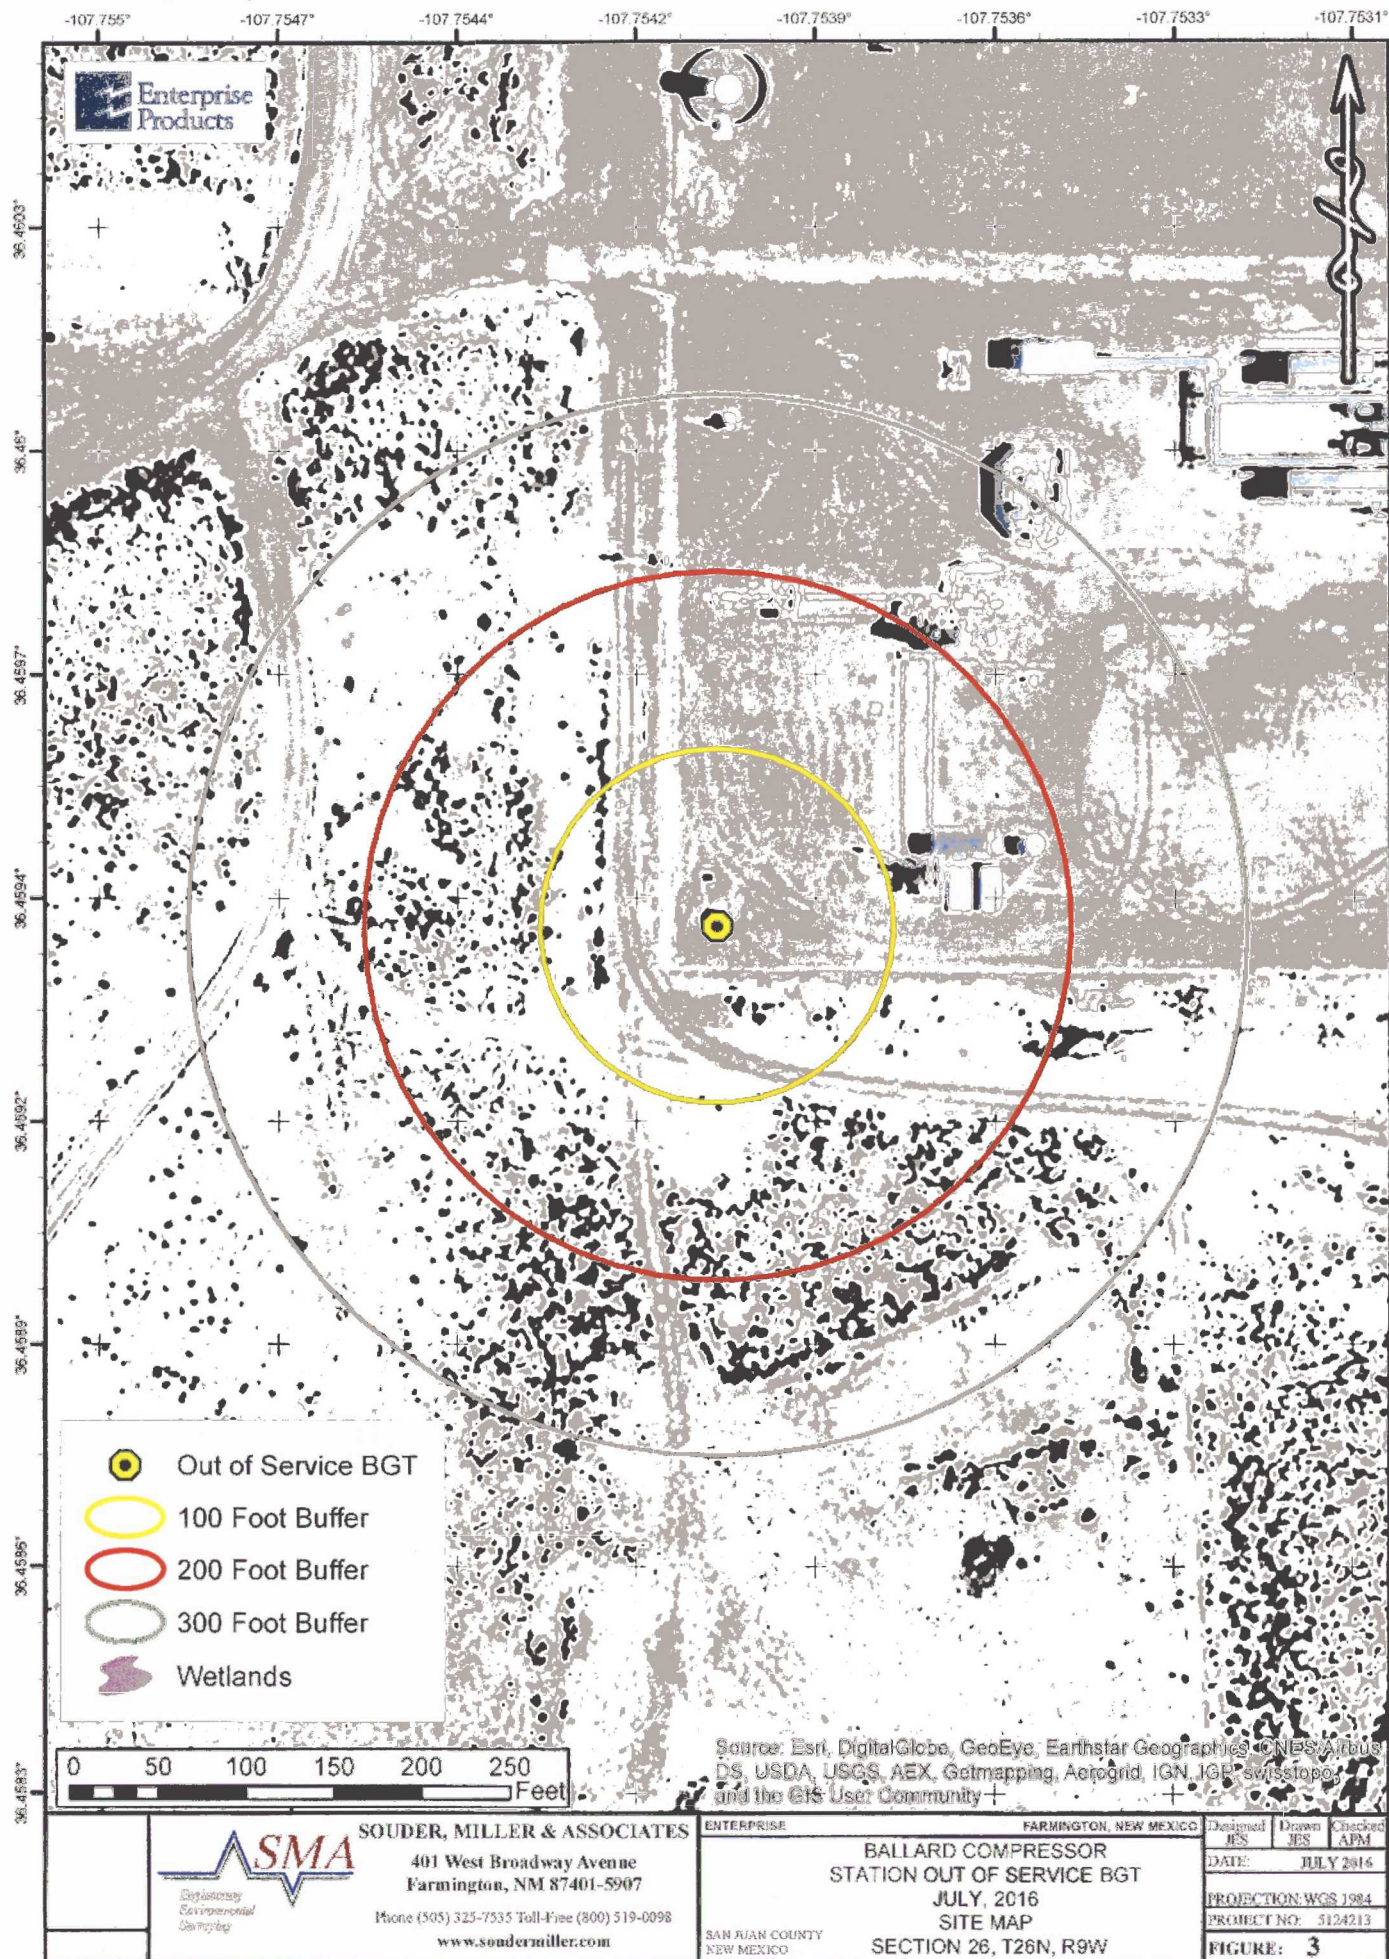 -107.755° -107.7547° -107.7544° -107.7542° -107.7539° -107.7536° -107.7533° -107.7531°
Enterprise
Products
36.4603°
36.46°
36.4597°
36.4594°
36.4592°
36.4589°
36.4586°
36.4583°
Out of Service BGT
100 Foot Buffer
200 Foot Buffer
300 Foot Buffer
Wetlands
0 50 100 150 200 250
Feet
Source: Esri, DigitalGlobe, GeoEye, Earthstar Geographics, CNES/Airbus
DS, USDA, USGS, AEX, Getmapping, Aerogrid, IGN, IGP, swisstopo,
and the GIS User Community
SMA
Engineering
Environmental
Surveying
SOUDER, MILLER & ASSOCIATES
401 West Broadway Avenue
Farmington, NM 87401-5907
Phone (505) 325-7535 Toll-Free (800) 519-0098
www.soudermiller.com
ENTERPRISE FARMINGTON, NEW MEXICO
BALLARD COMPRESSOR
STATION OUT OF SERVICE BGT
JULY, 2016
SITE MAP
SECTION 26, T26N, R9W
SAN JUAN COUNTY
NEW MEXICO
Designed Drawn Checked
JES JES APM
DATE: JULY 2016
PROJECTION: WGS 1984
PROJECT NO: 5124213
FIGURE: 3